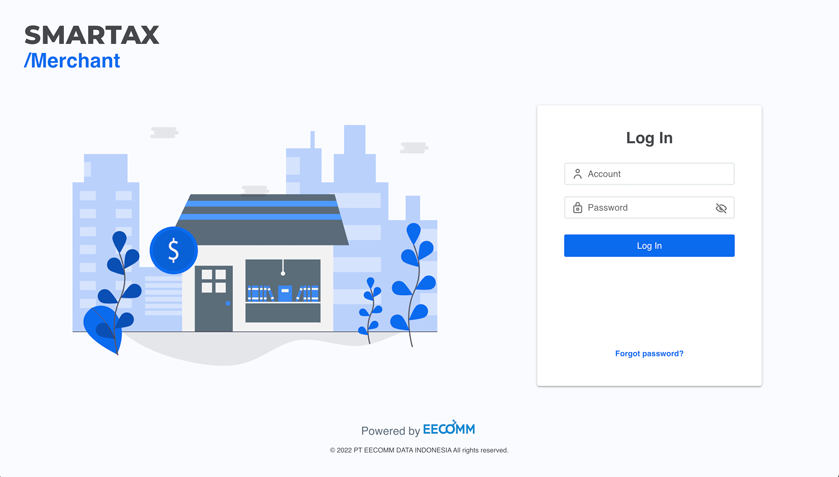 SMARTAX
/Merchant
$
Log In
Account
Password
Log In
Forgot password?
Powered by EECOMM
© 2022 PT EECOMM DATA INDONESIA All rights reserved.